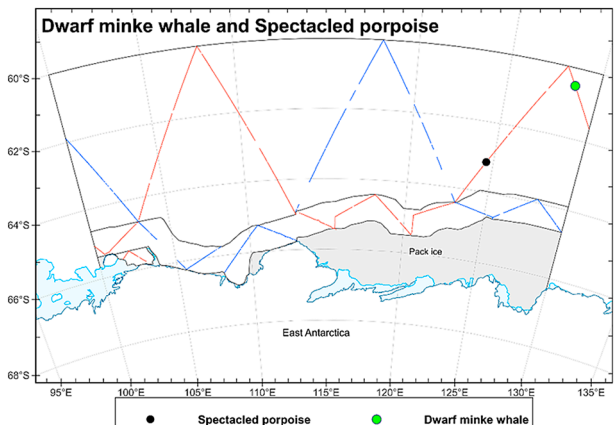 Dwarf minke whale and Spectacled porpoise
60°S
62°S
64°S
66°S
68°S
Pack ice
East Antarctica
95°E 100°E 105°E 110°E 115°E 120°E 125°E 130°E 135°E
Spectacled porpoise Dwarf minke whale